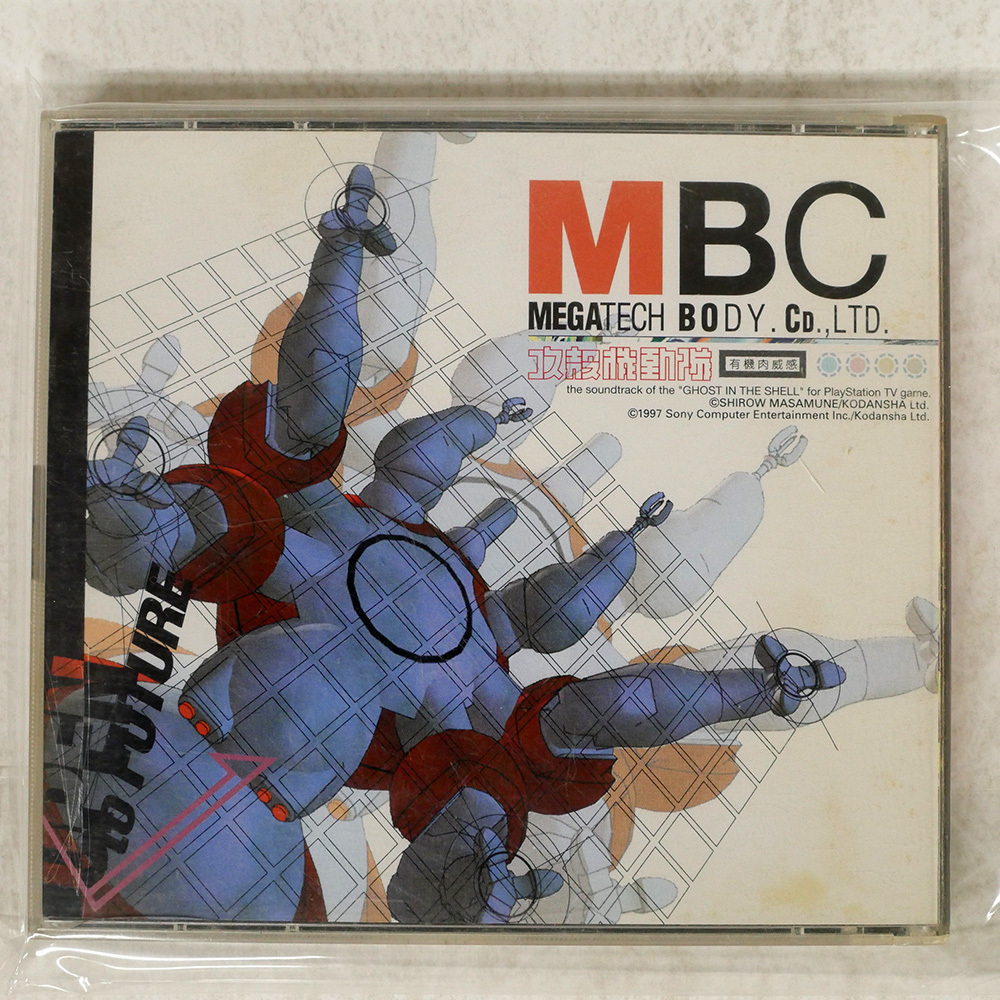 MBC
MEGATECH BODY. CD.,LTD.
攻殻機動隊 有機肉威感
the soundtrack of the "GHOST IN THE SHELL" for PlayStation TV game.
©SHIROW MASAMUNE/KODANSHA Ltd.
©1997 Sony Computer Entertainment Inc./Kodansha Ltd.
FUTURE